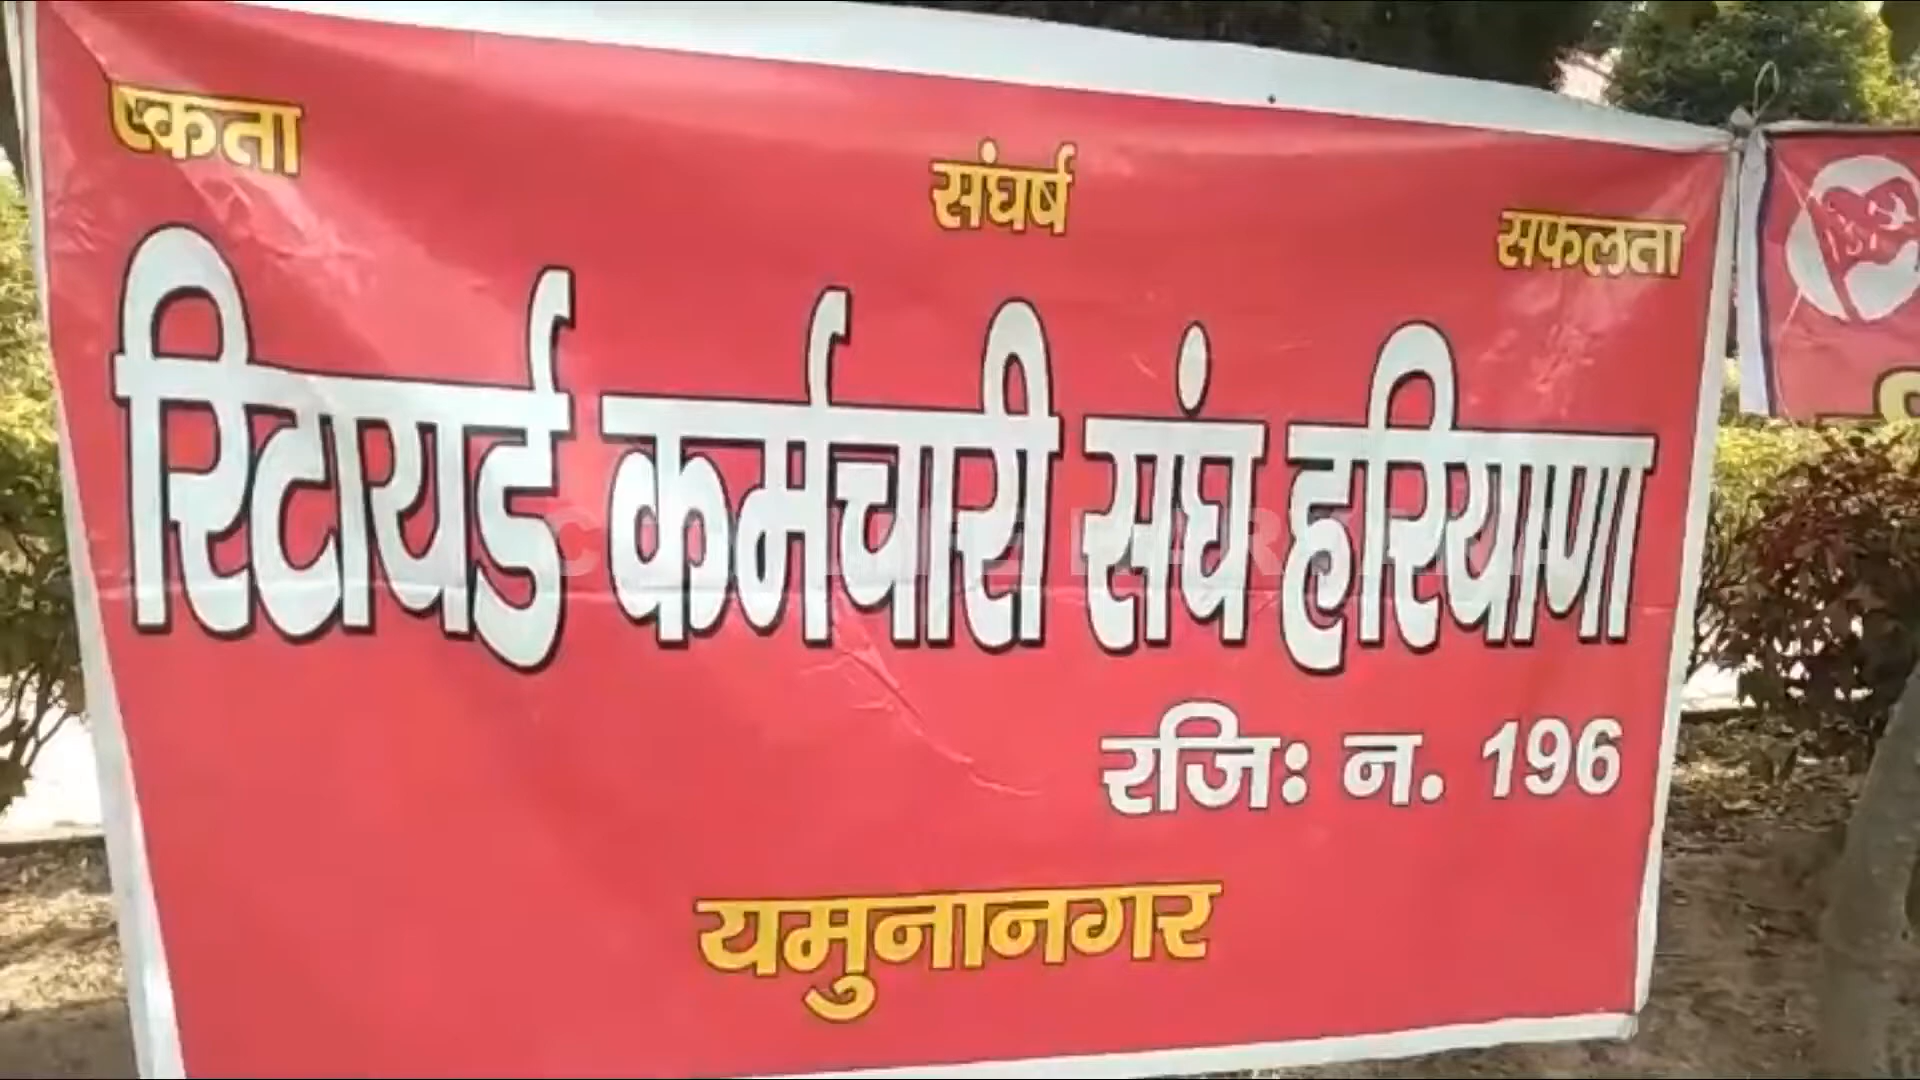 एकता संघर्ष सफलता
रिटायर्ड कर्मचारी संघ हरियाणा
रजिः न. 196
यमुनानगर